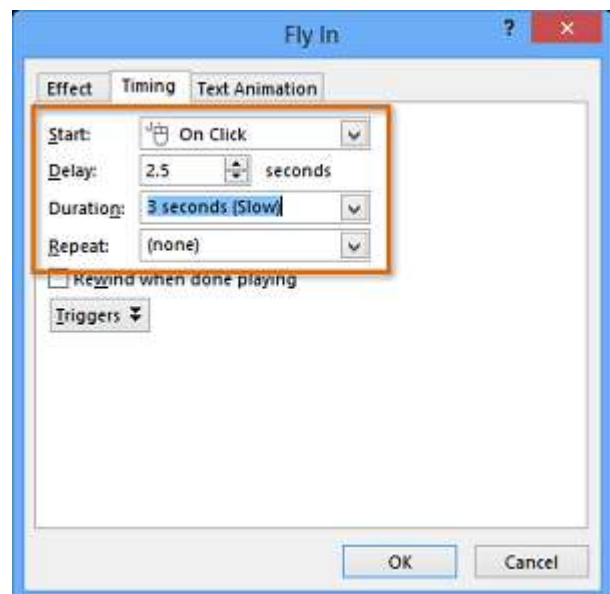 Fly In
?
Effect Timing Text Animation
Start: On Click
Delay: 2.5 seconds
Duration: 3 seconds (Slow)
Repeat: (none)
Rewind when done playing
Triggers
OK Cancel